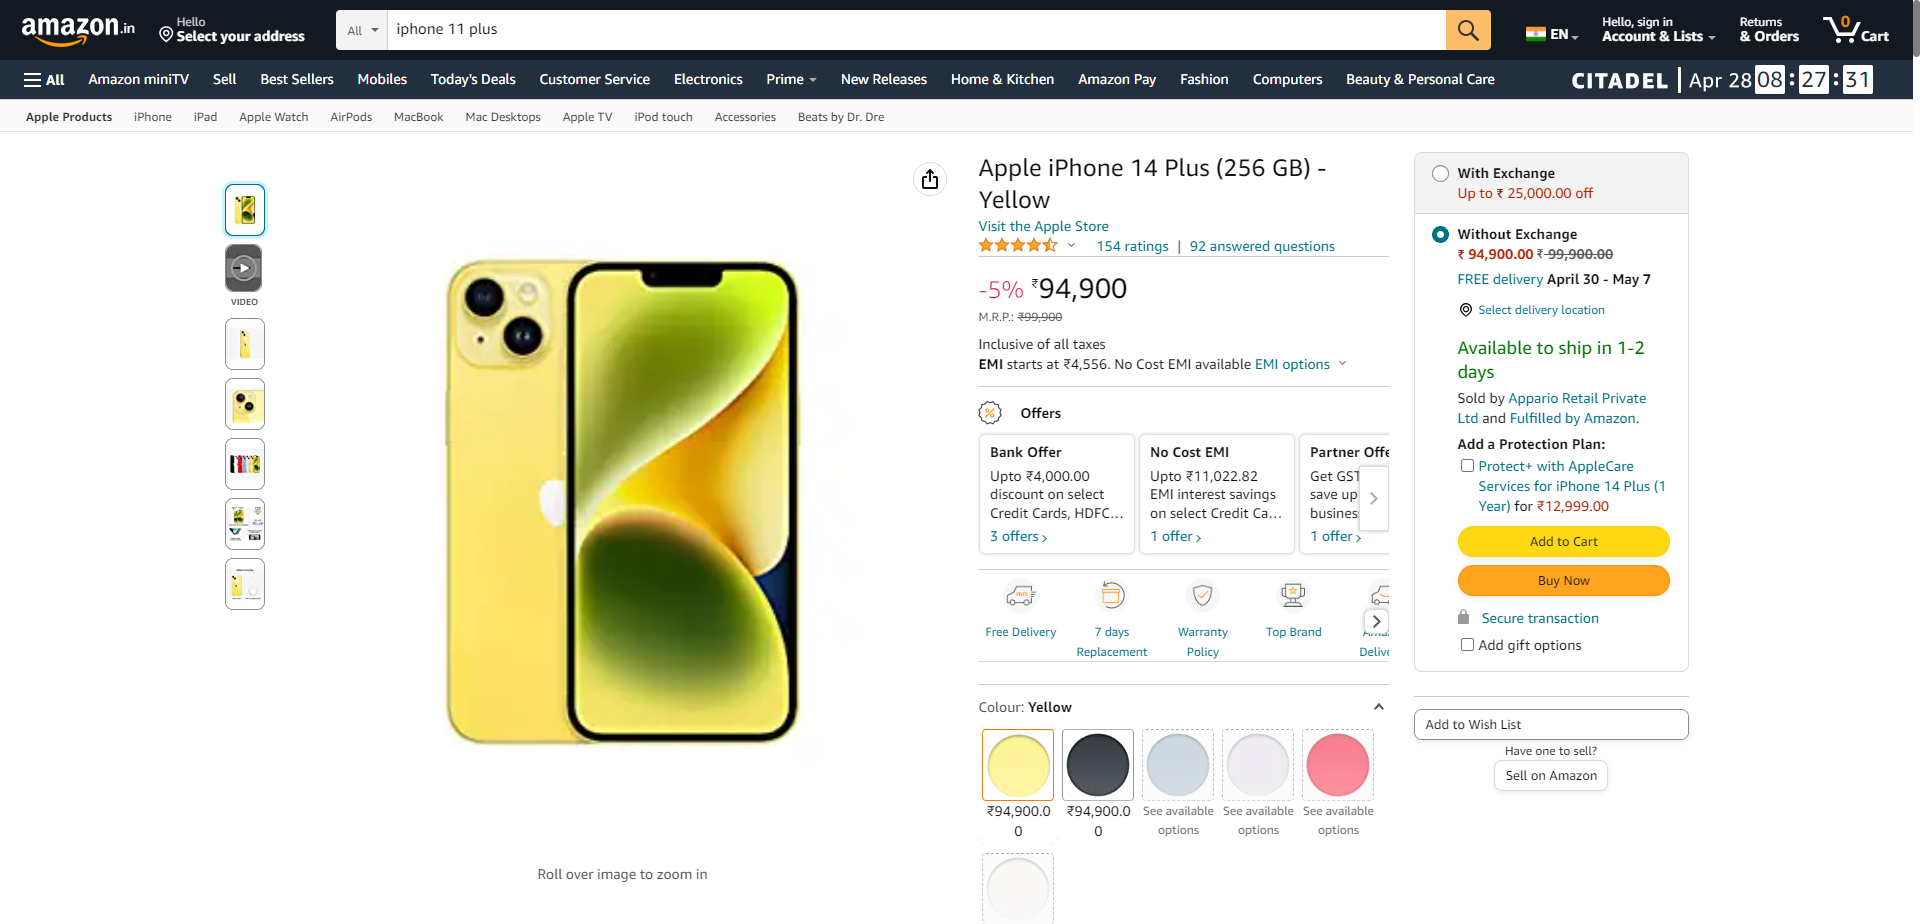 amazon.in
Hello
Select your address
All
iphone 11 plus
EN
Hello, sign in
Account & Lists
Returns
& Orders
0
Cart
All
Amazon miniTV
Sell
Best Sellers
Mobiles
Today's Deals
Customer Service
Electronics
Prime
New Releases
Home & Kitchen
Amazon Pay
Fashion
Computers
Beauty & Personal Care
CITADEL | Apr 28 08 : 27 : 31
Apple Products
iPhone
iPad
Apple Watch
AirPods
MacBook
Mac Desktops
Apple TV
iPod touch
Accessories
Beats by Dr. Dre
VIDEO
Roll over image to zoom in
Apple iPhone 14 Plus (256 GB) -
Yellow
Visit the Apple Store
154 ratings | 92 answered questions
-5% ₹94,900
M.R.P.: ₹99,900
Inclusive of all taxes
EMI starts at ₹4,556. No Cost EMI available EMI options
Offers
Bank Offer
Upto ₹4,000.00
discount on select
Credit Cards, HDFC…
3 offers ›
No Cost EMI
Upto ₹11,022.82
EMI interest savings
on select Credit Ca…
1 offer ›
Partner Offe
Get GST
save up
busines
1 offer ›
Free Delivery
7 days
Replacement
Warranty
Policy
Top Brand
Delive
Colour: Yellow
₹94,900.0
0
₹94,900.0
0
See available
options
See available
options
See available
options
With Exchange
Up to ₹ 25,000.00 off
Without Exchange
₹ 94,900.00 ₹ 99,900.00
FREE delivery April 30 - May 7
Select delivery location
Available to ship in 1-2
days
Sold by Appario Retail Private
Ltd and Fulfilled by Amazon.
Add a Protection Plan:
Protect+ with AppleCare
Services for iPhone 14 Plus (1
Year) for ₹12,999.00
Add to Cart
Buy Now
Secure transaction
Add gift options
Add to Wish List
Have one to sell?
Sell on Amazon